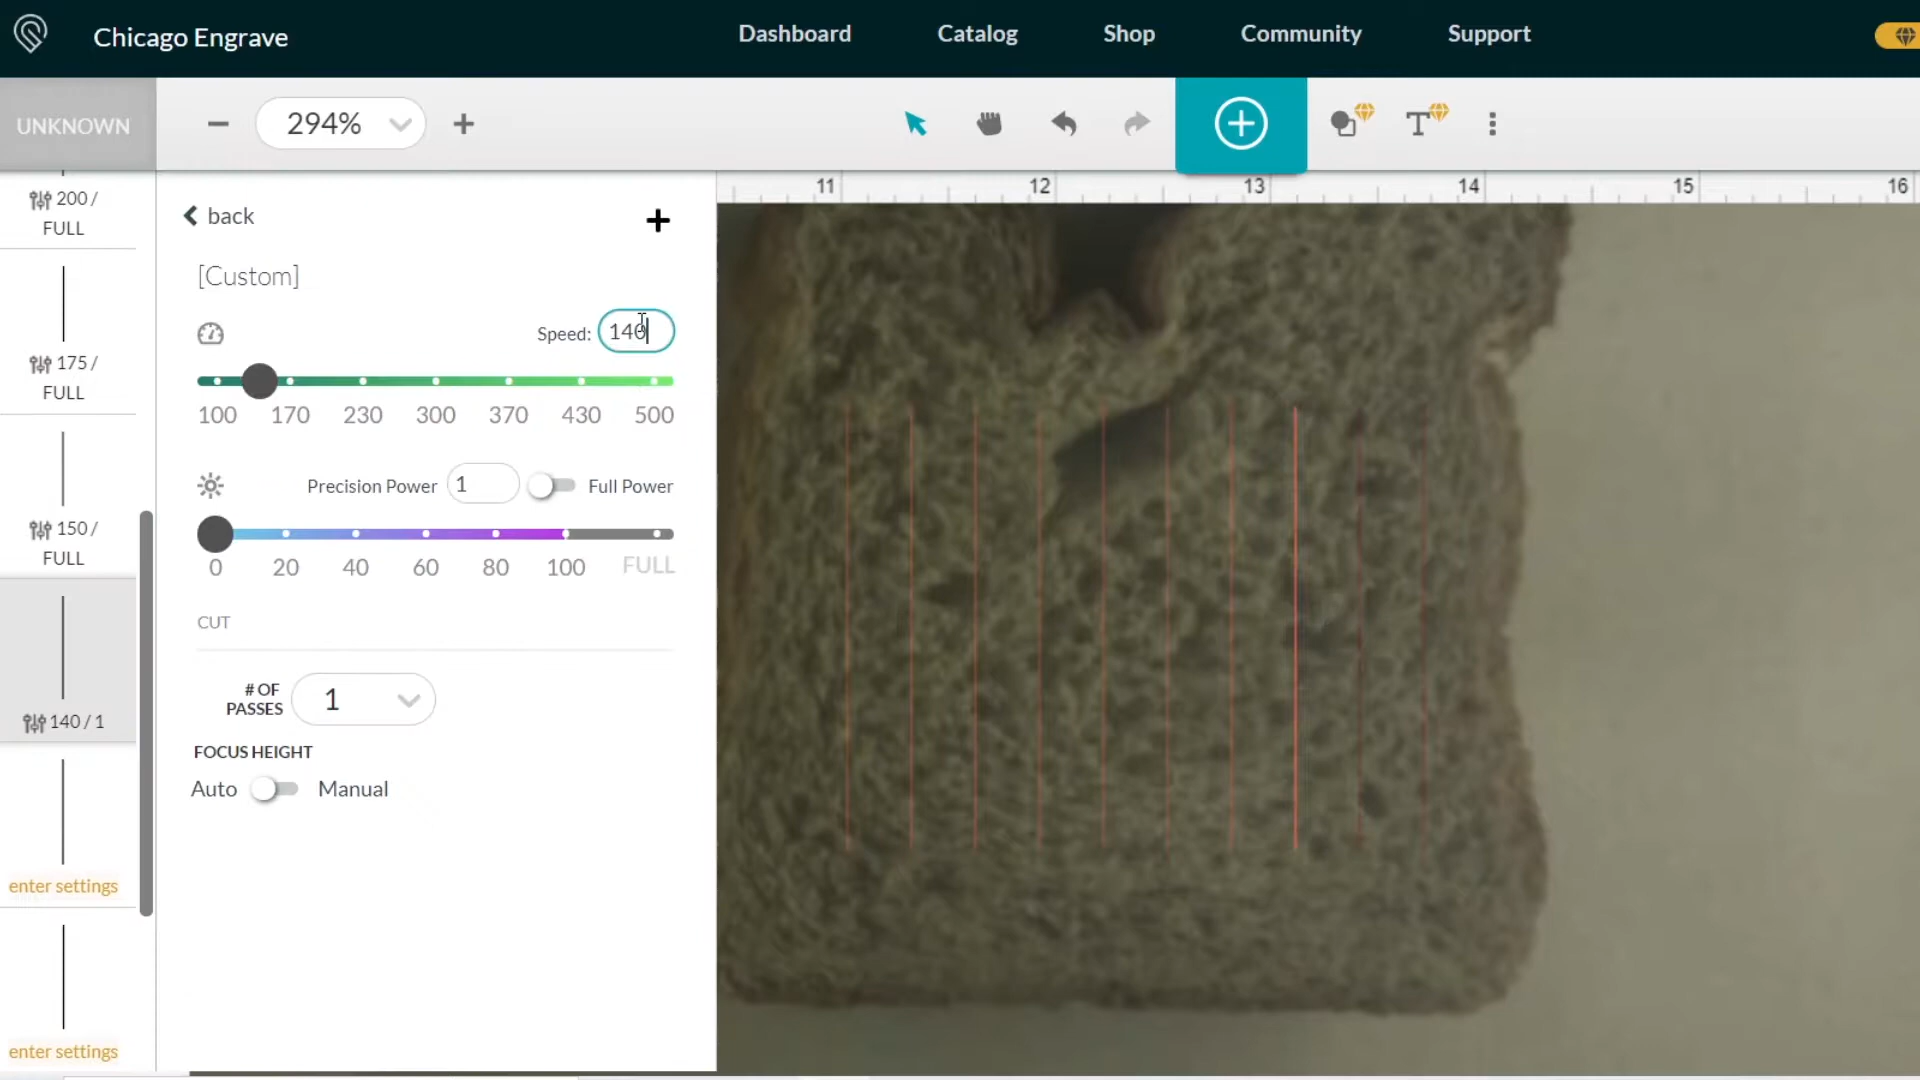 Chicago Engrave
Dashboard
Catalog
Shop
Community
Support
UNKNOWN
294%
T
11 12 13 14 15 16
200 /
FULL
175 /
FULL
150 /
FULL
140 / 1
enter settings
enter settings
back
[Custom]
Speed: 140
100 170 230 300 370 430 500
Precision Power 1 Full Power
0 20 40 60 80 100 FULL
CUT
# OF
PASSES
1
FOCUS HEIGHT
Auto Manual